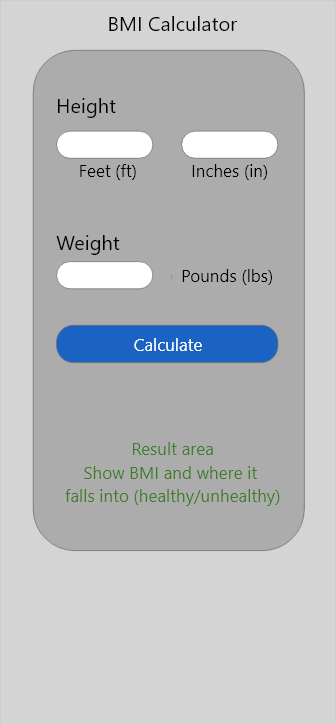 BMI Calculator
Height
Feet (ft) Inches (in)
Weight
Pounds (lbs)
Calculate
Result area
Show BMI and where it
falls into (healthy/unhealthy)